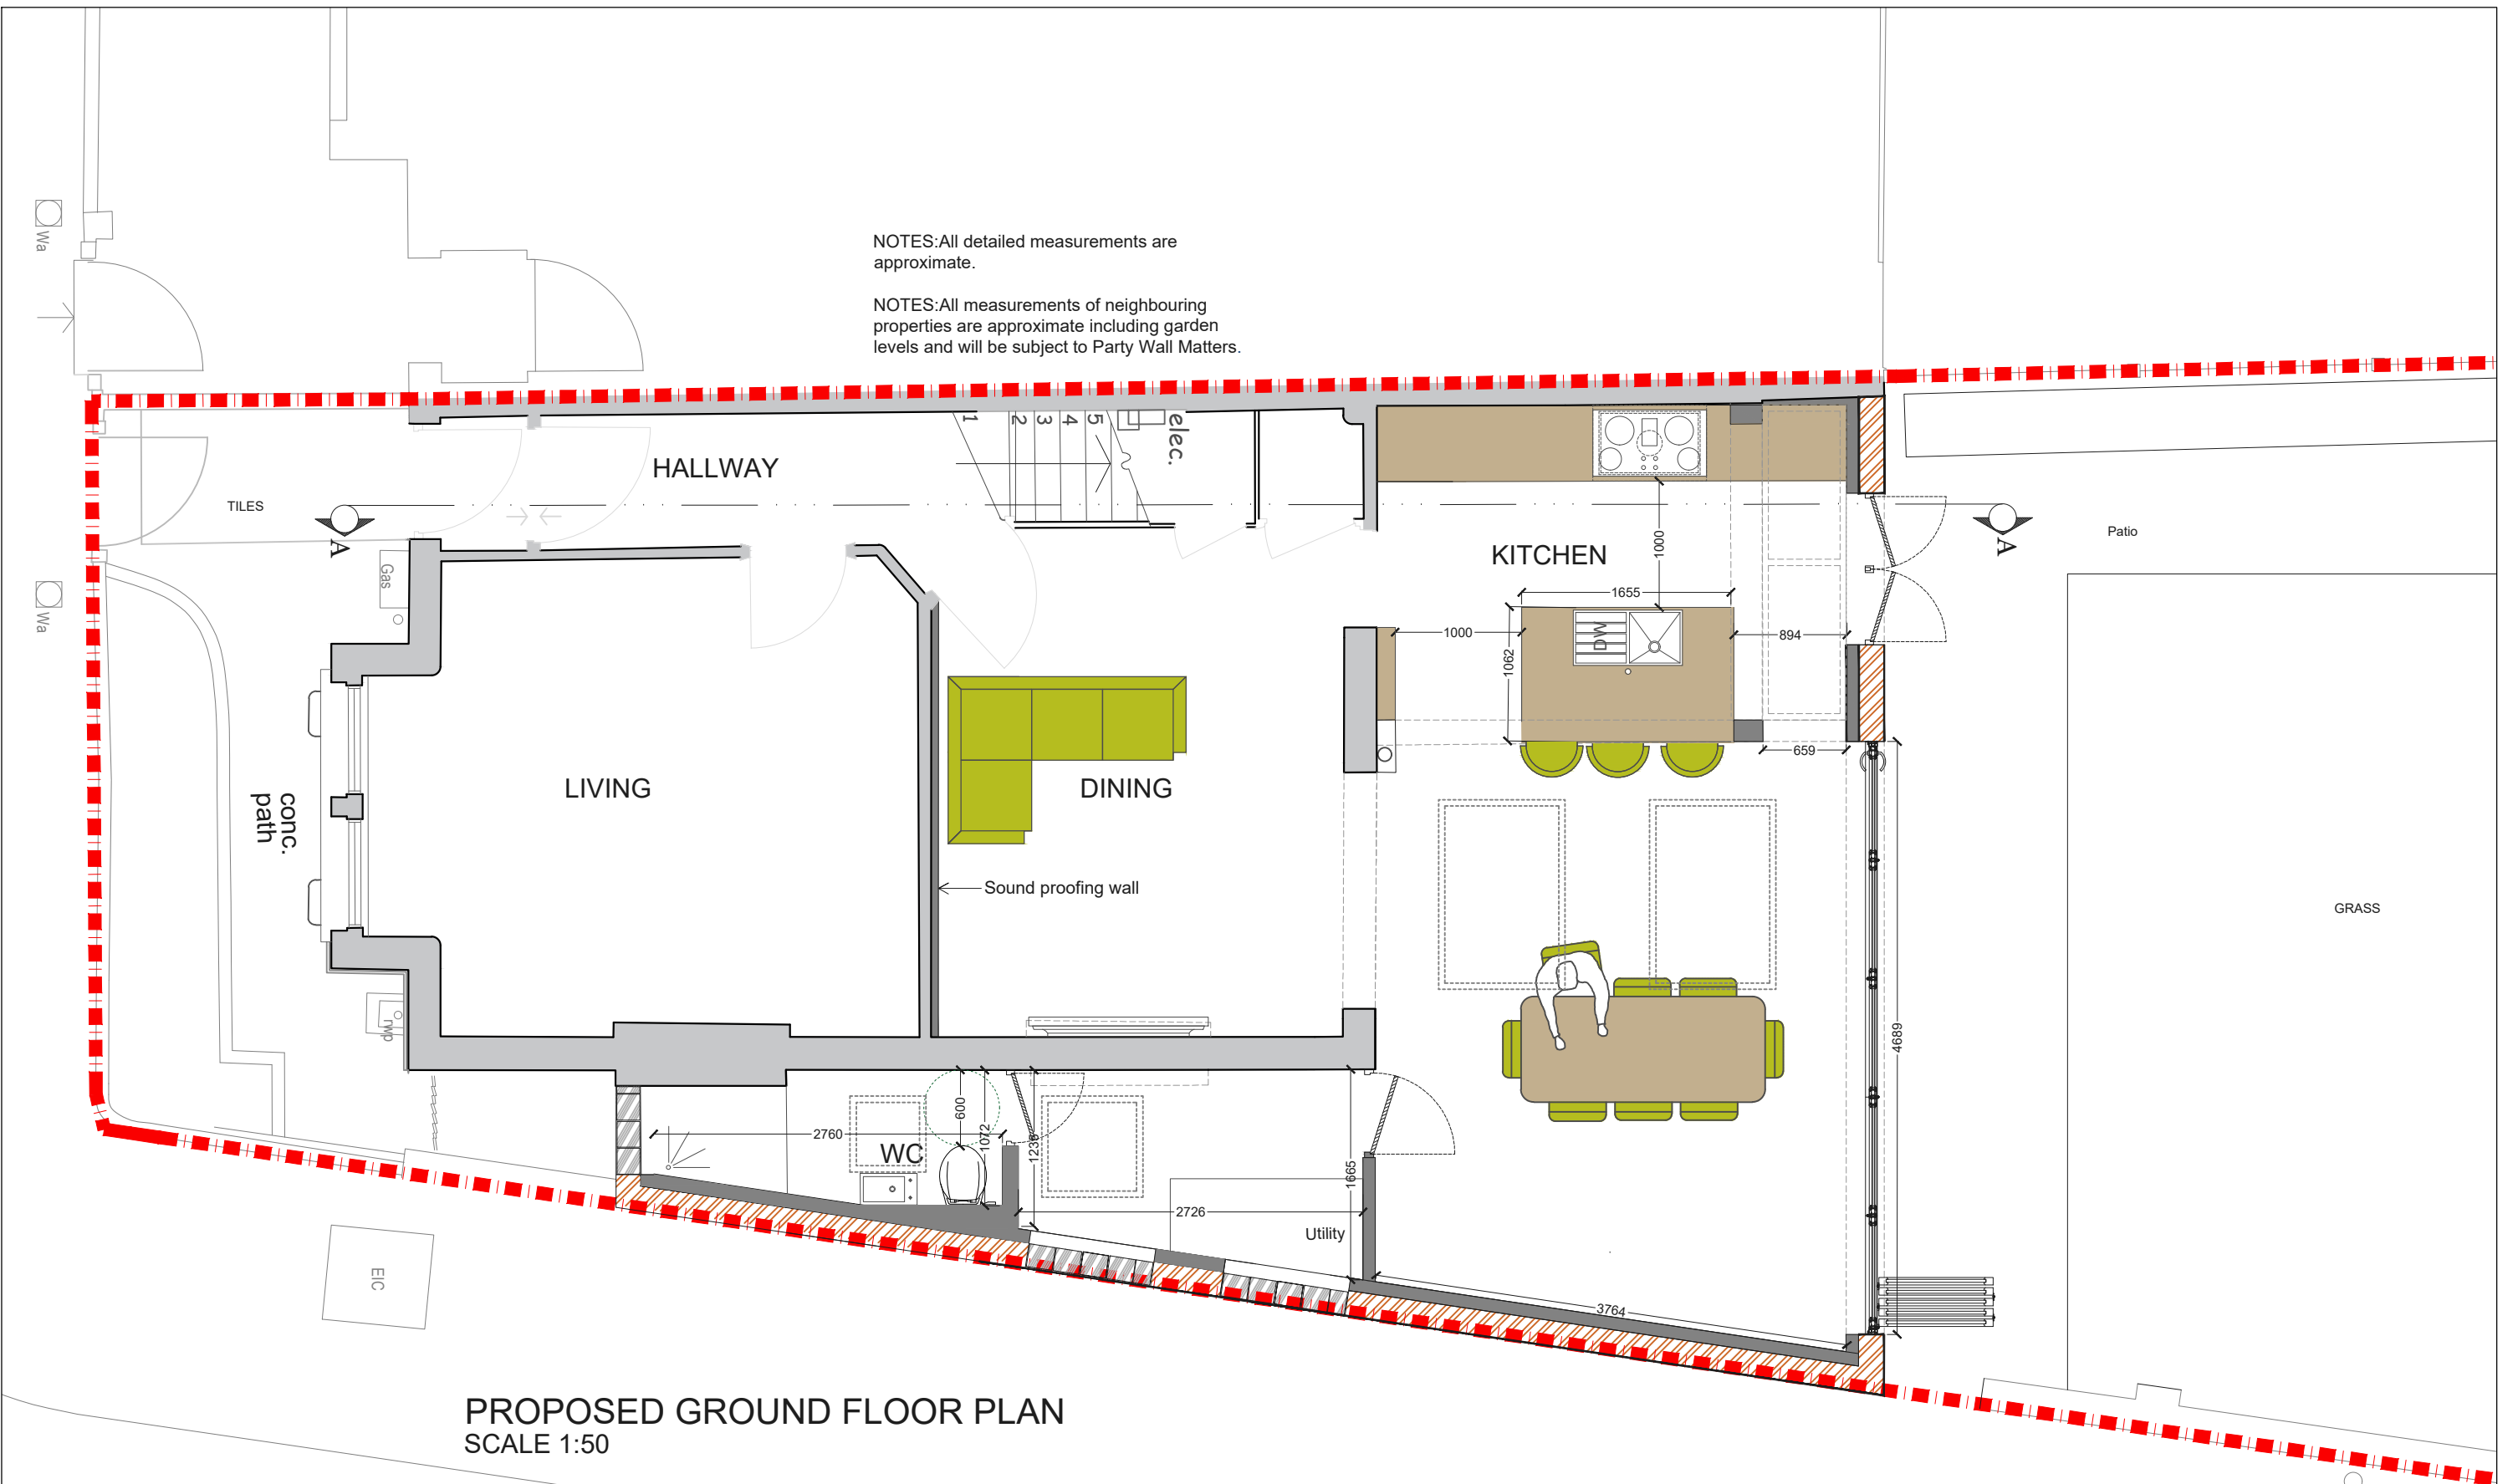 NOTES:All detailed measurements are
approximate.
NOTES:All measurements of neighbouring
properties are approximate including garden
levels and will be subject to Party Wall Matters.
Wa
Wa
TILES
A
HALLWAY
1
2
3
4
5
elec.
Gas
KITCHEN
1000
1655
DW
1000
1062
894
659
A
Patio
GRASS
conc.
path
LIVING
DINING
Sound proofing wall
rwp
4689
600
1072
2760
WC
1665
2726
Utility
3764
EIC
PROPOSED GROUND FLOOR PLAN
SCALE 1:50